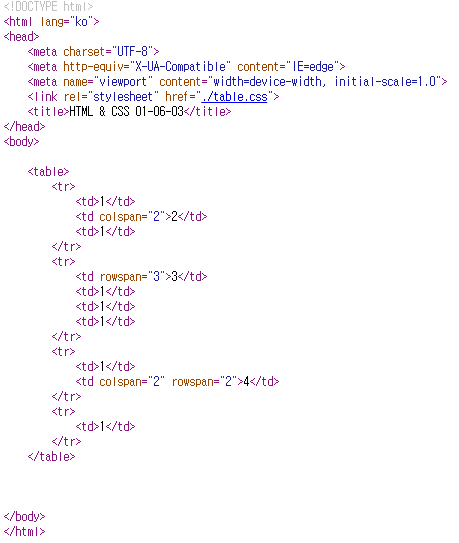 <!DOCTYPE html>
<html lang="ko">
<head>
    <meta charset="UTF-8">
    <meta http-equiv="X-UA-Compatible" content="IE=edge">
    <meta name="viewport" content="width=device-width, initial-scale=1.0">
    <link rel="stylesheet" href="./table.css">
    <title>HTML & CSS 01-06-03</title>
</head>
<body>

    <table>
        <tr>
            <td>1</td>
            <td colspan="2">2</td>
            <td>1</td>
        </tr>
        <tr>
            <td rowspan="3">3</td>
            <td>1</td>
            <td>1</td>
            <td>1</td>
        </tr>
        <tr>
            <td>1</td>
            <td colspan="2" rowspan="2">4</td>
        </tr>
        <tr>
            <td>1</td>
        </tr>
    </table>

</body>
</html>